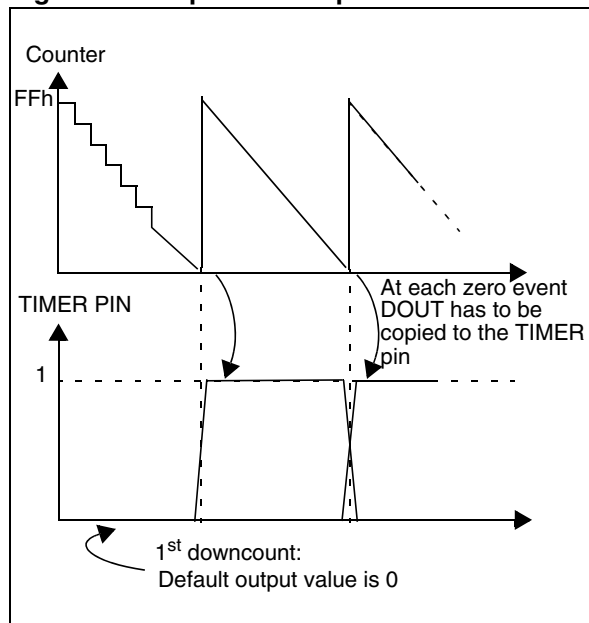 Counter
FFh
At each zero event
DOUT has to be
copied to the TIMER
pin
TIMER PIN
1
1st downcount:
Default output value is 0